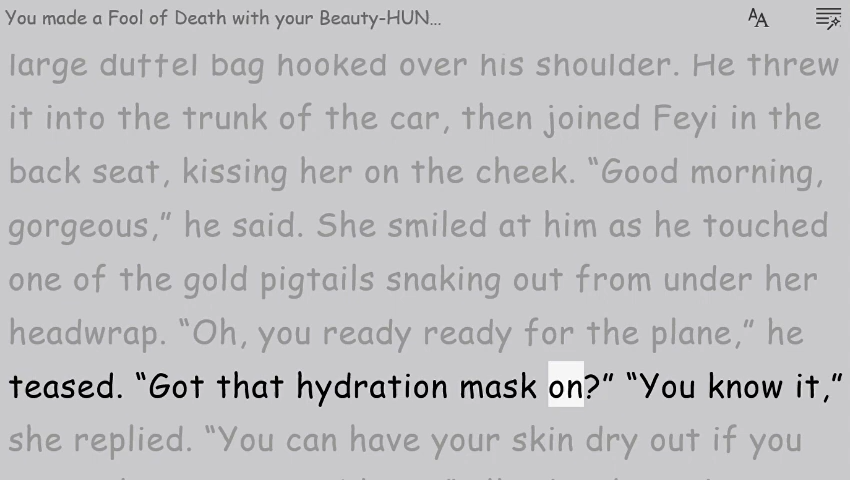 You made a Fool of Death with your Beauty-HUN...
AA
large duffel bag hooked over his shoulder. He threw
it into the trunk of the car, then joined Feyi in the
back seat, kissing her on the cheek. “Good morning,
gorgeous,” he said. She smiled at him as he touched
one of the gold pigtails snaking out from under her
headwrap. “Oh, you ready ready for the plane,” he
teased. “Got that hydration mask on?” “You know it,”
she replied. “You can have your skin dry out if you